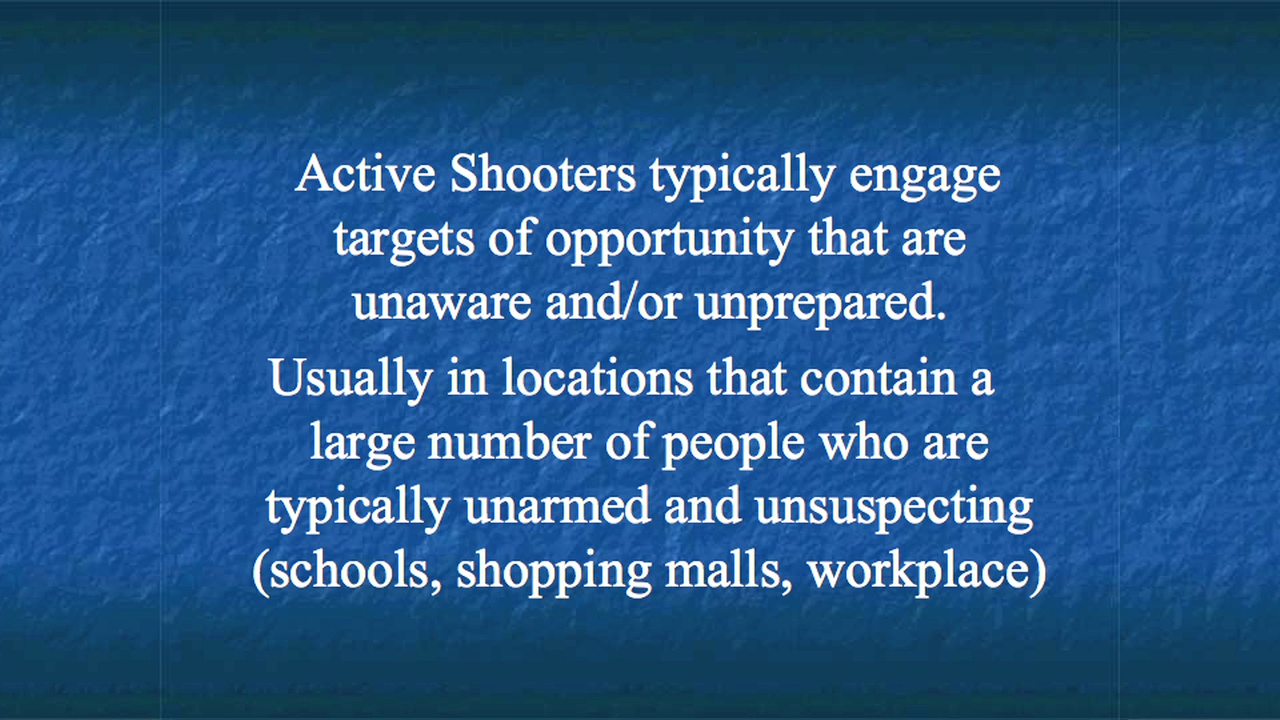 Active Shooters typically engage
targets of opportunity that are
unaware and/or unprepared.
Usually in locations that contain a
large number of people who are
typically unarmed and unsuspecting
(schools, shopping malls, workplace)